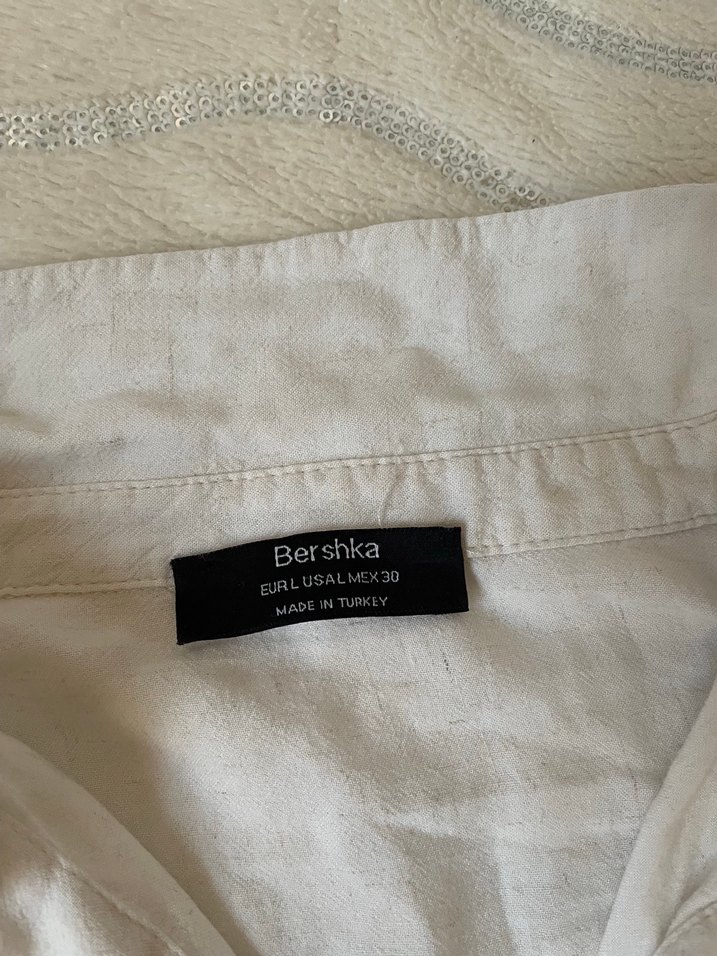 Bershka
EUR L USA L MEX 30
MADE IN TURKEY